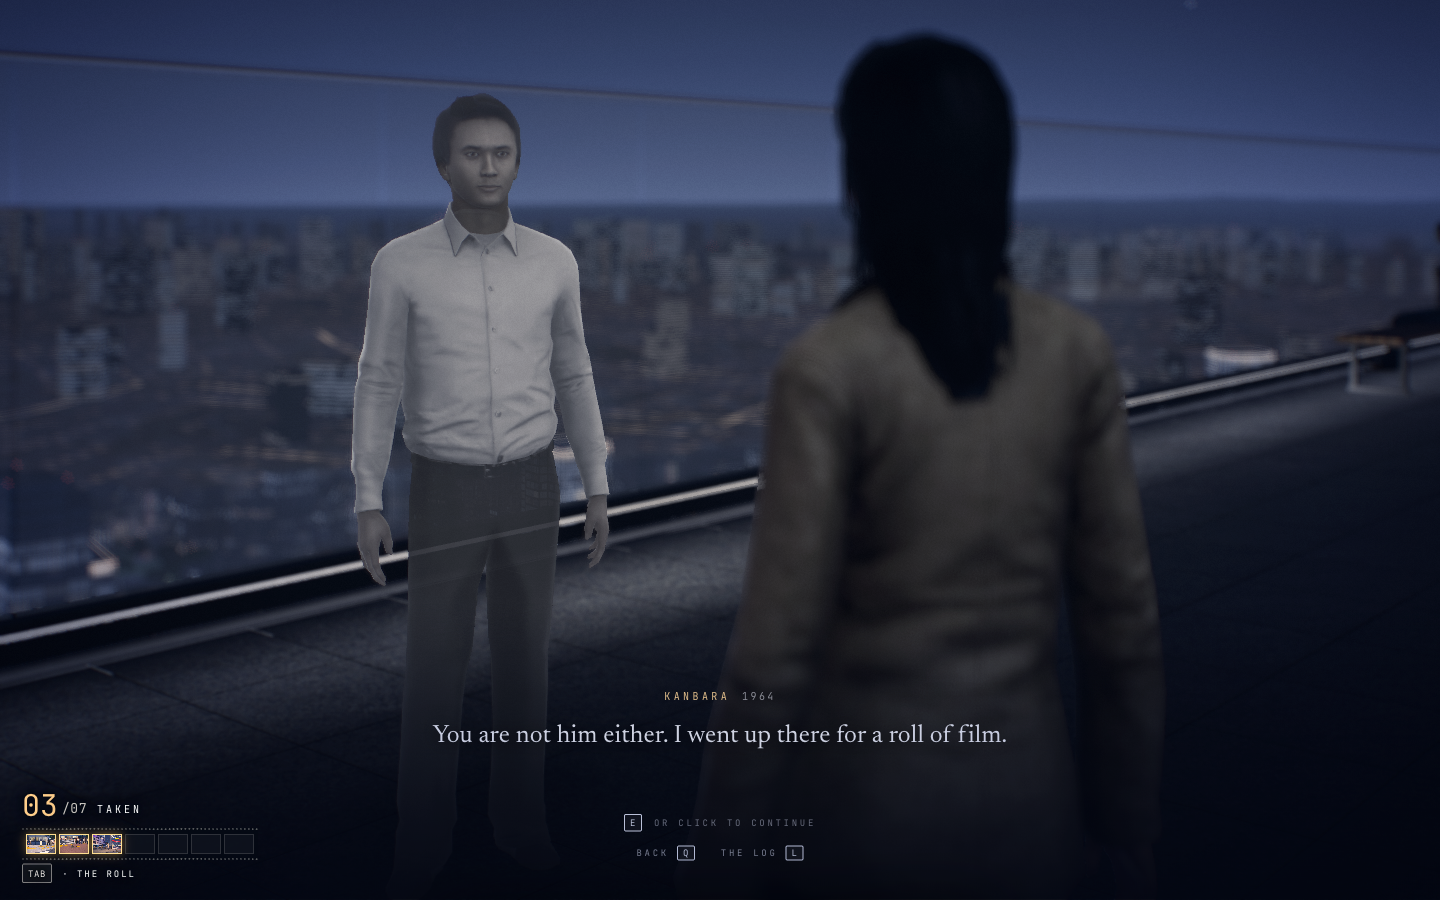 KANBARA 1964
You are not him either. I went up there for a roll of film.
03 /07 TAKEN
E OR CLICK TO CONTINUE
BACK Q THE LOG L
TAB · THE ROLL